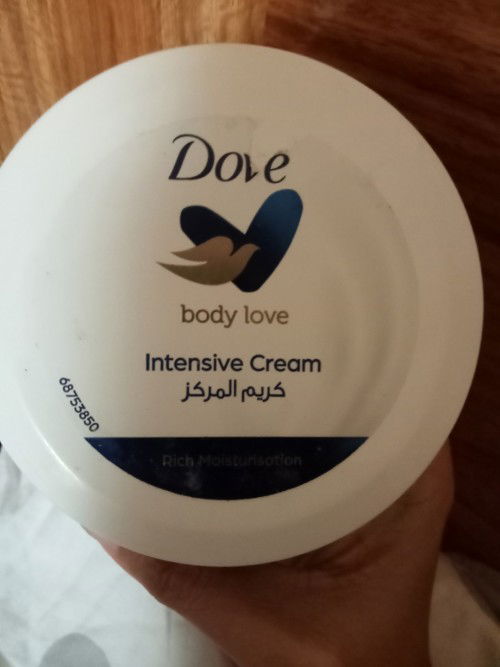 Dove
body love
Intensive Cream
كريم المركز
68753850
Rich Moisturisation